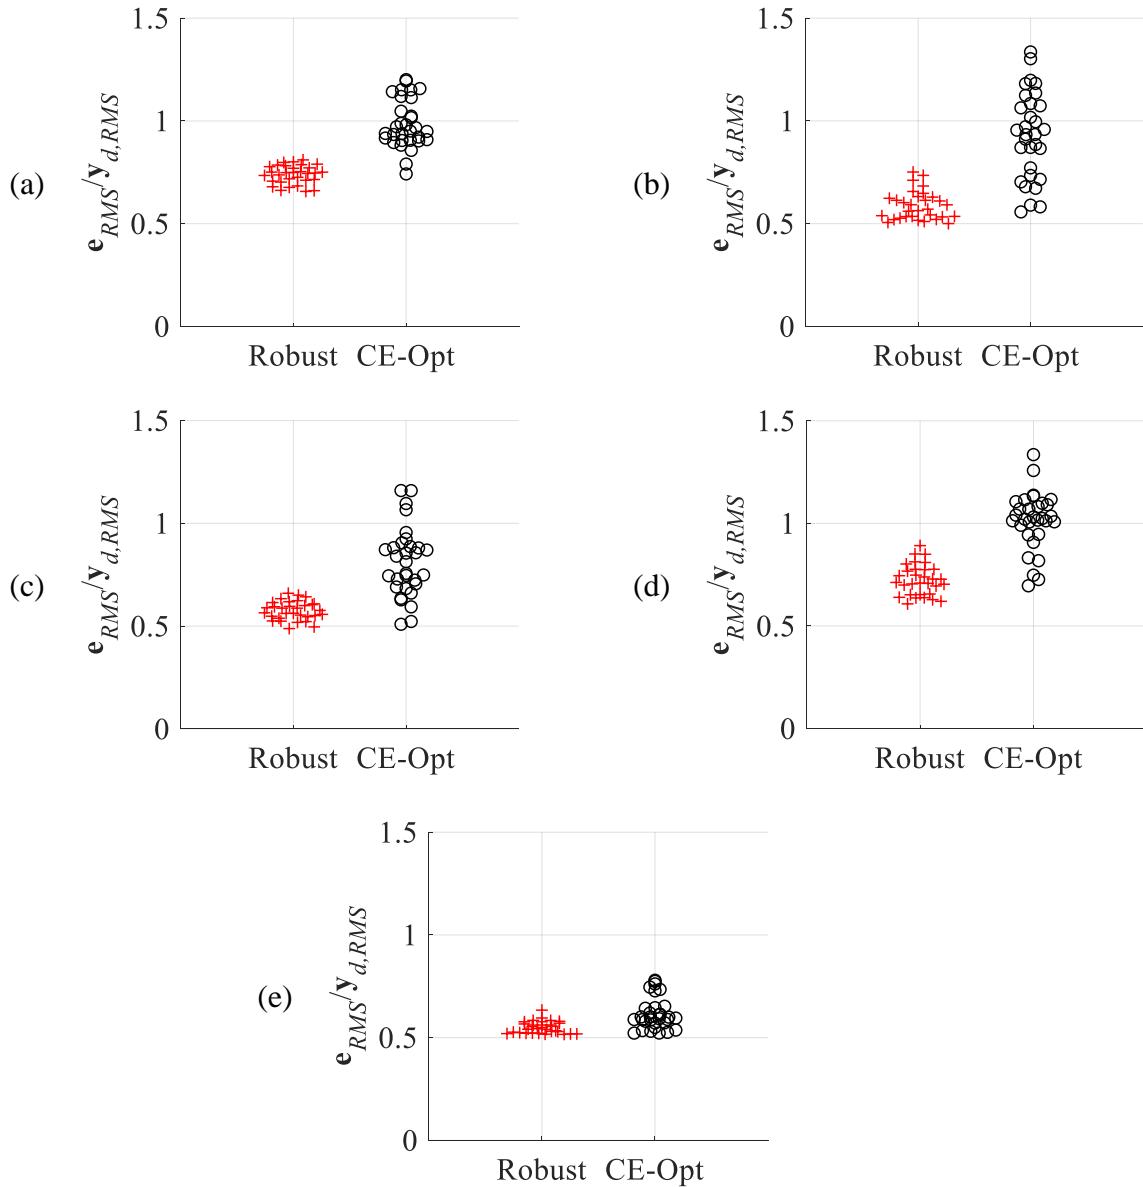 (a)
e_RMS/y_d,RMS
1.5
1
0.5
0
Robust CE-Opt
(b)
e_RMS/y_d,RMS
1.5
1
0.5
0
Robust CE-Opt
(c)
e_RMS/y_d,RMS
1.5
1
0.5
0
Robust CE-Opt
(d)
e_RMS/y_d,RMS
1.5
1
0.5
0
Robust CE-Opt
(e)
e_RMS/y_d,RMS
1.5
1
0.5
0
Robust CE-Opt